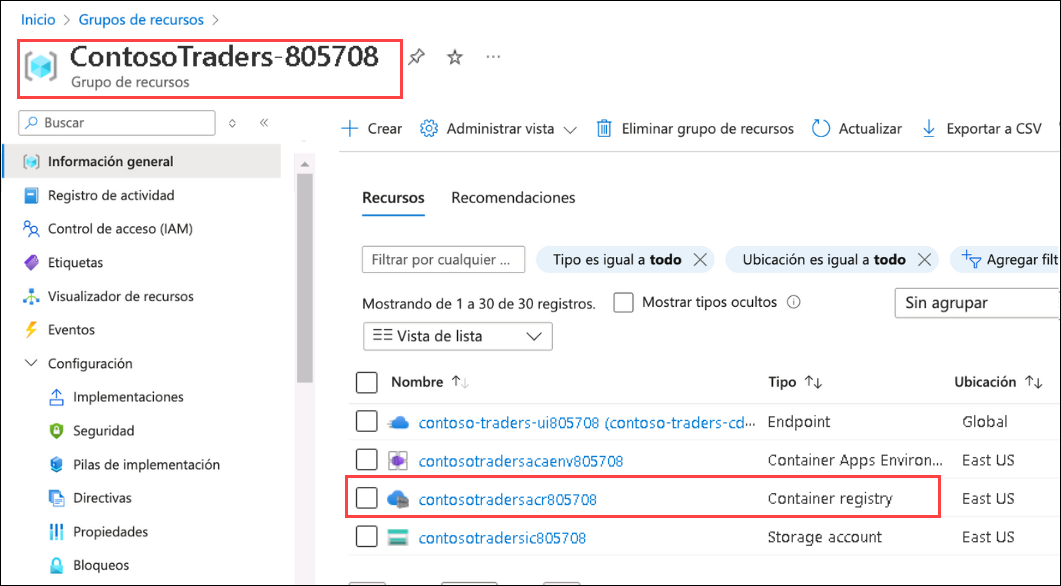 Inicio > Grupos de recursos >
ContosoTraders-805708
Grupo de recursos
Buscar
Crear Administrar vista Eliminar grupo de recursos Actualizar Exportar a CSV
Información general
Registro de actividad
Control de acceso (IAM)
Etiquetas
Visualizador de recursos
Eventos
Configuración
Implementaciones
Seguridad
Pilas de implementación
Directivas
Propiedades
Bloqueos
Recursos Recomendaciones
Filtrar por cualquier ... Tipo es igual a todo Ubicación es igual a todo Agregar filt
Mostrando de 1 a 30 de 30 registros. Mostrar tipos ocultos Sin agrupar
Vista de lista
Nombre Tipo Ubicación
contoso-traders-ui805708 (contoso-traders-cd... Endpoint Global
contosotradersacaenv805708 Container Apps Environ... East US
contosotradersacr805708 Container registry East US
contosotradersic805708 Storage account East US